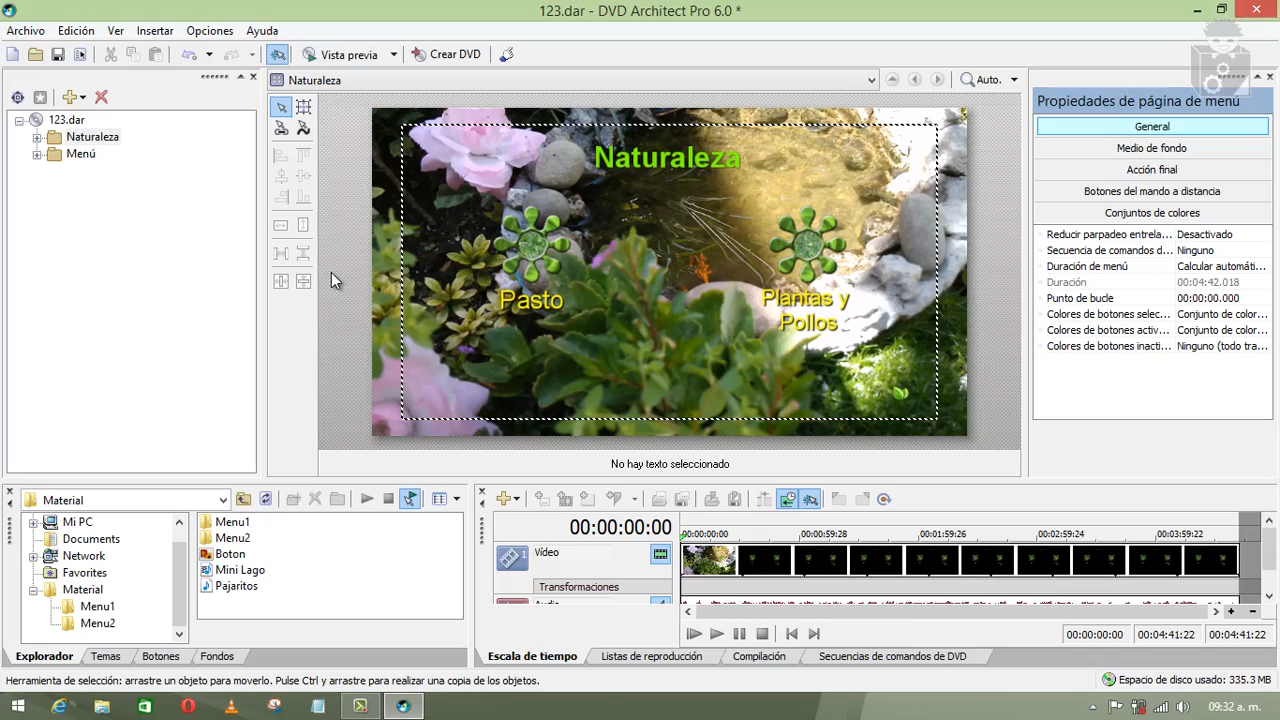 123.dar - DVD Architect Pro 6.0 *
Archivo Edición Ver Insertar Opciones Ayuda
Vista previa Crear DVD
Naturaleza
Auto.
123.dar
Naturaleza
Menú
Naturaleza
Pasto
Plantas y
Pollos
No hay texto seleccionado
Propiedades de página de menú
General
Medio de fondo
Acción final
Botones del mando a distancia
Conjuntos de colores
Reducir parpadeo entrela... Desactivado
Secuencia de comandos d... Ninguno
Duración de menú Calcular automáti...
Duración 00:04:42.018
Punto de bucle 00:00:00.000
Colores de botones selec... Conjunto de color...
Colores de botones activ... Conjunto de color...
Colores de botones inacti... Ninguno (todo tra...
Material
Mi PC
Documents
Network
Favorites
Material
Menu1
Menu2
Menu1
Menu2
Boton
Mini Lago
Pajaritos
Explorador Temas Botones Fondos
00:00:00:00
00:00:00:00 00:00:59:28 00:01:59:26 00:02:59:24 00:03:59:22
1 Vídeo
Transformaciones
00:00:00:00 00:04:41:22 00:04:41:22
Escala de tiempo Listas de reproducción Compilación Secuencias de comandos de DVD
Herramienta de selección: arrastre un objeto para moverlo. Pulse Ctrl y arrastre para realizar una copia de los objetos.
Espacio de disco usado: 335.3 MB
09:32 a. m.